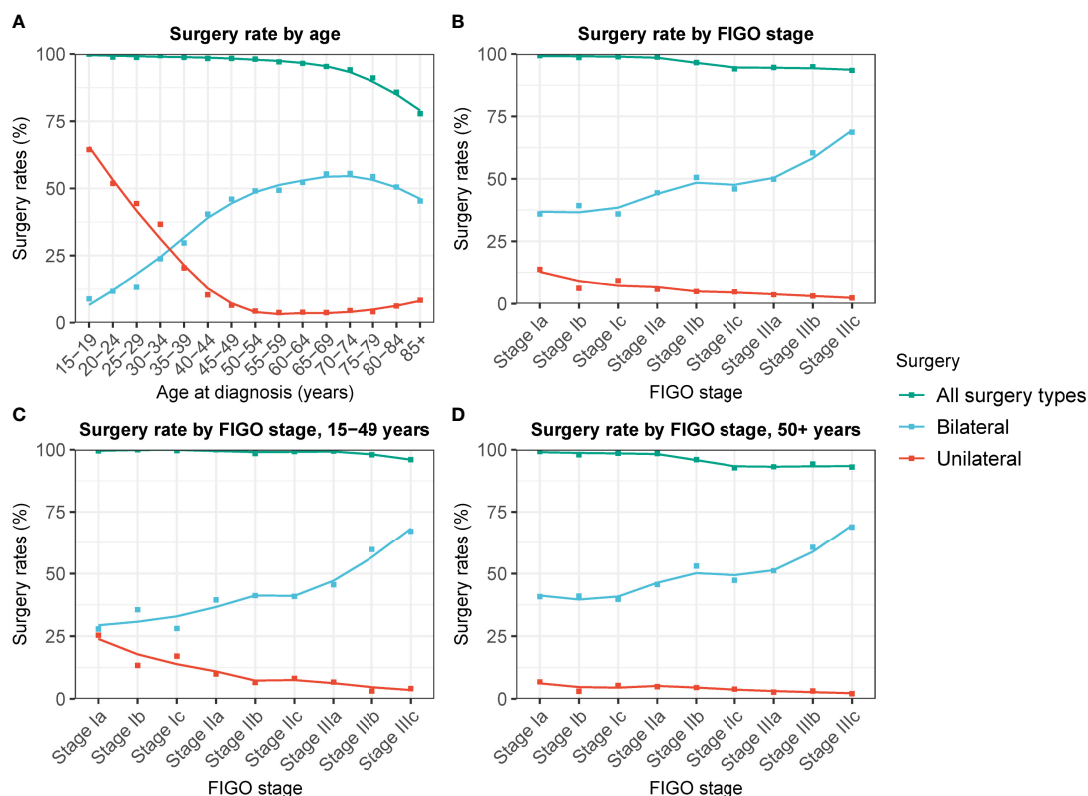 A
Surgery rate by age
Surgery rates (%)
100
75
50
25
0
15−19
20−24
25−29
30−34
35−39
40−44
45−49
50−54
55−59
60−64
65−69
70−74
75−79
80−84
85+
Age at diagnosis (years)
B
Surgery rate by FIGO stage
Surgery rates (%)
100
75
50
25
0
Stage Ia
Stage Ib
Stage Ic
Stage IIa
Stage IIb
Stage IIc
Stage IIIa
Stage IIIb
Stage IIIc
FIGO stage
Surgery
All surgery types
Bilateral
Unilateral
C
Surgery rate by FIGO stage, 15−49 years
Surgery rates (%)
100
75
50
25
0
Stage Ia
Stage Ib
Stage Ic
Stage IIa
Stage IIb
Stage IIc
Stage IIIa
Stage IIIb
Stage IIIc
FIGO stage
D
Surgery rate by FIGO stage, 50+ years
Surgery rates (%)
100
75
50
25
0
Stage Ia
Stage Ib
Stage Ic
Stage IIa
Stage IIb
Stage IIc
Stage IIIa
Stage IIIb
Stage IIIc
FIGO stage